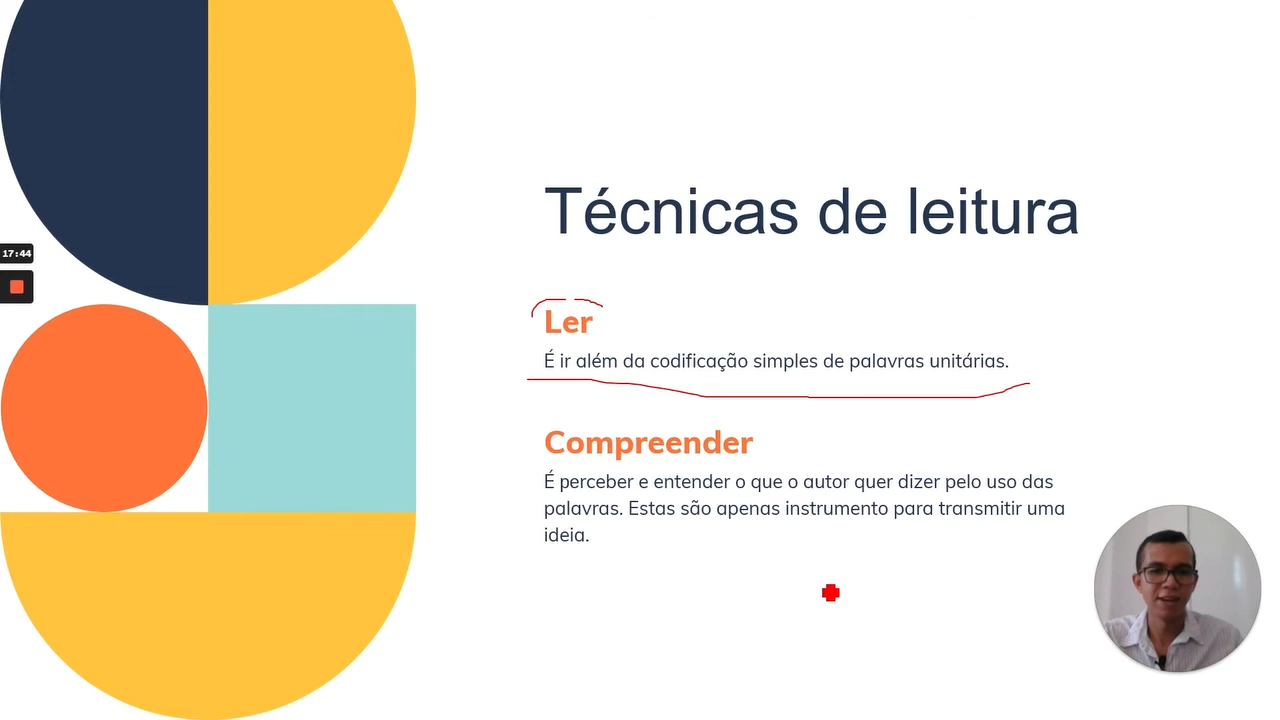 Técnicas de leitura
17:44
Ler
É ir além da codificação simples de palavras unitárias.
Compreender
É perceber e entender o que o autor quer dizer pelo uso das
palavras. Estas são apenas instrumento para transmitir uma
ideia.